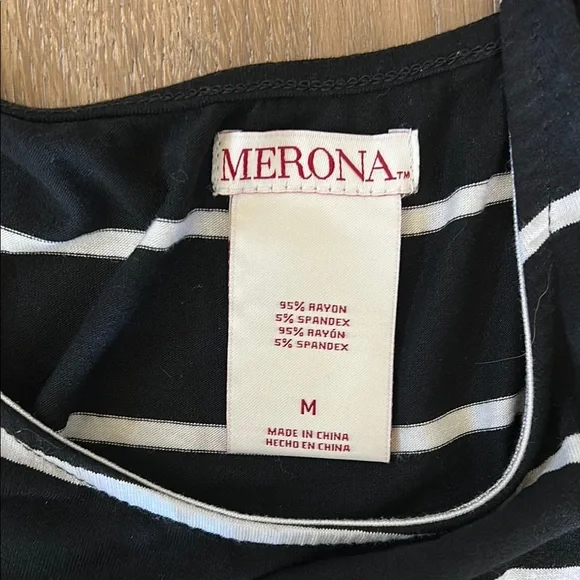 MERONA™
95% RAYON
5% SPANDEX
95% RAYÓN
5% SPANDEX
M
MADE IN CHINA
HECHO EN CHINA